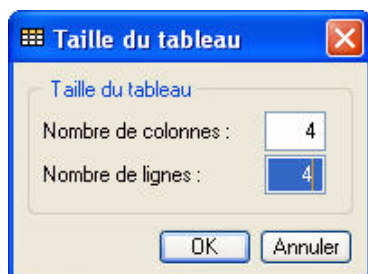 Taille du tableau
Taille du tableau
Nombre de colonnes : 4
Nombre de lignes : 4
OK Annuler